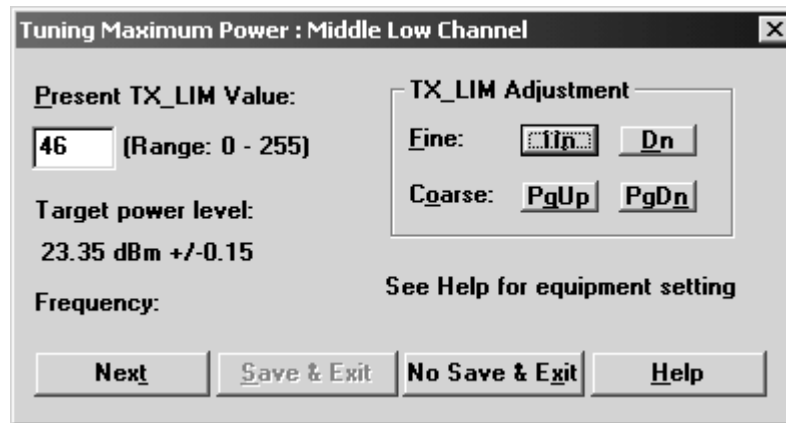 Tuning Maximum Power : Middle Low Channel
Present TX_LIM Value:
46 (Range: 0 - 255)
Target power level:
23.35 dBm +/-0.15
Frequency:
TX_LIM Adjustment
Fine: Up Dn
Coarse: PgUp PgDn
See Help for equipment setting
Next Save & Exit No Save & Exit Help